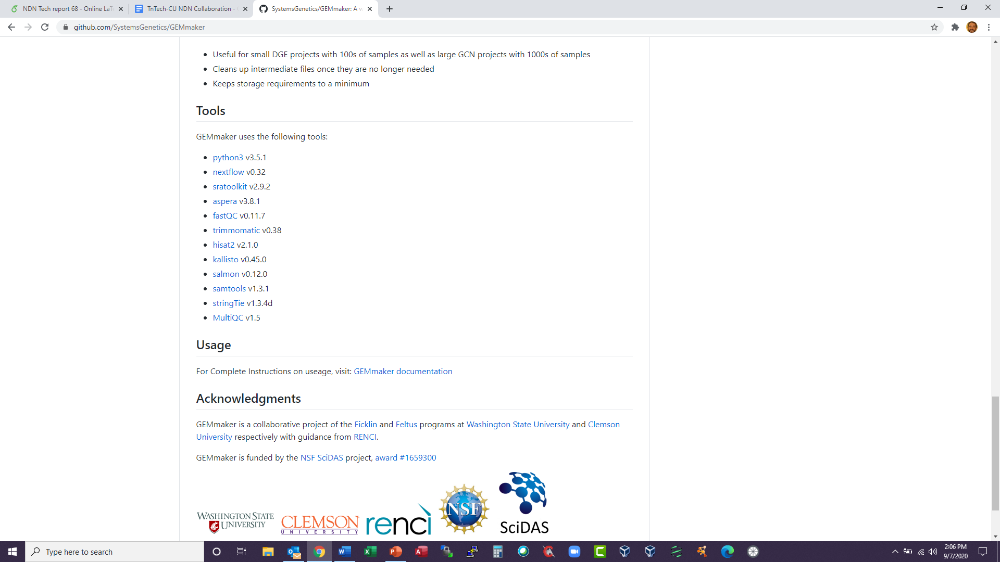 NDN Tech report 68 - Online LaT
TnTech-CU NDN Collaboration -
SystemsGenetics/GEMmaker: A w
github.com/SystemsGenetics/GEMmaker
Useful for small DGE projects with 100s of samples as well as large GCN projects with 1000s of samples
Cleans up intermediate files once they are no longer needed
Keeps storage requirements to a minimum
Tools
GEMmaker uses the following tools:
python3 v3.5.1
nextflow v0.32
sratoolkit v2.9.2
aspera v3.8.1
fastQC v0.11.7
trimmomatic v0.38
hisat2 v2.1.0
kallisto v0.45.0
salmon v0.12.0
samtools v1.3.1
stringTie v1.3.4d
MultiQC v1.5
Usage
For Complete Instructions on useage, visit: GEMmaker documentation
Acknowledgments
GEMmaker is a collaborative project of the Ficklin and Feltus programs at Washington State University and Clemson
University respectively with guidance from RENCI.
GEMmaker is funded by the NSF SciDAS project, award #1659300
WASHINGTON STATE
UNIVERSITY
CLEMSON
UNIVERSITY
renci
NSF
SciDAS
Type here to search
2:06 PM
9/7/2020